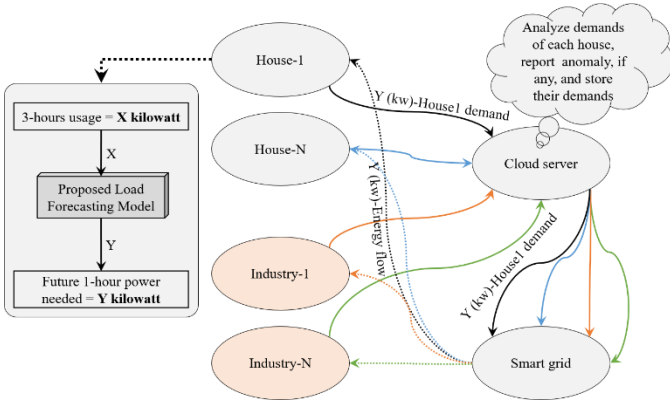 Analyze demands
of each house,
report anomaly, if
any, and store
their demands
House-1
Y (kw)-House1 demand
3-hours usage = X kilowatt
X
House-N
Cloud server
Proposed Load
Forecasting Model
Y (kw)-Energy flow
Y
Y (kw)-House1 demand
Industry-1
Future 1-hour power
needed = Y kilowatt
Industry-N
Smart grid